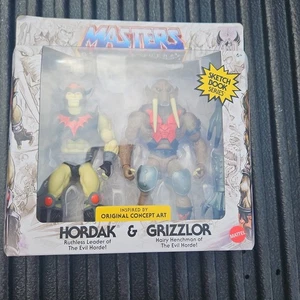 MASTERS
SKETCH
BOOK
SERIES
INSPIRED BY
ORIGINAL CONCEPT ART
HORDAK & GRIZZLOR
Ruthless Leader of
The Evil Horde!
Hairy Henchman of
The Evil Horde!
MATTEL